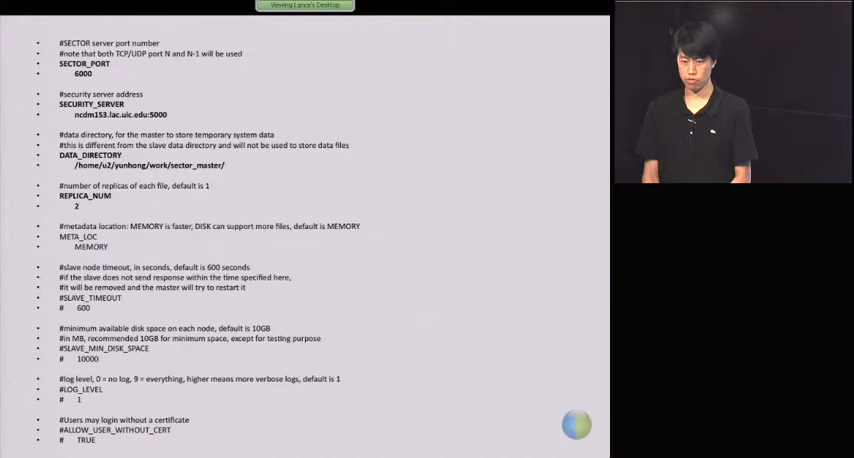 Viewing Lance's Desktop
• #SECTOR server port number
• #note that both TCP/UDP port N and N-1 will be used
• SECTOR_PORT
• 6000
• #security server address
• SECURITY_SERVER
• ncdm153.lac.uic.edu:5000
• #data directory, for the master to store temporary system data
• #this is different from the slave data directory and will not be used to store data files
• DATA_DIRECTORY
• /home/u2/yunhong/work/sector_master/
• #number of replicas of each file, default is 1
• REPLICA_NUM
• 2
• #metadata location: MEMORY is faster, DISK can support more files, default is MEMORY
• META_LOC
• MEMORY
• #slave node timeout, in seconds, default is 600 seconds
• #if the slave does not send response within the time specified here,
• #it will be removed and the master will try to restart it
• #SLAVE_TIMEOUT
• # 600
• #minimum available disk space on each node, default is 10GB
• #in MB, recommended 10GB for minimum space, except for testing purpose
• #SLAVE_MIN_DISK_SPACE
• # 10000
• #log level, 0 = no log, 9 = everything, higher means more verbose logs, default is 1
• #LOG_LEVEL
• # 1
• #Users may login without a certificate
• #ALLOW_USER_WITHOUT_CERT
• # TRUE